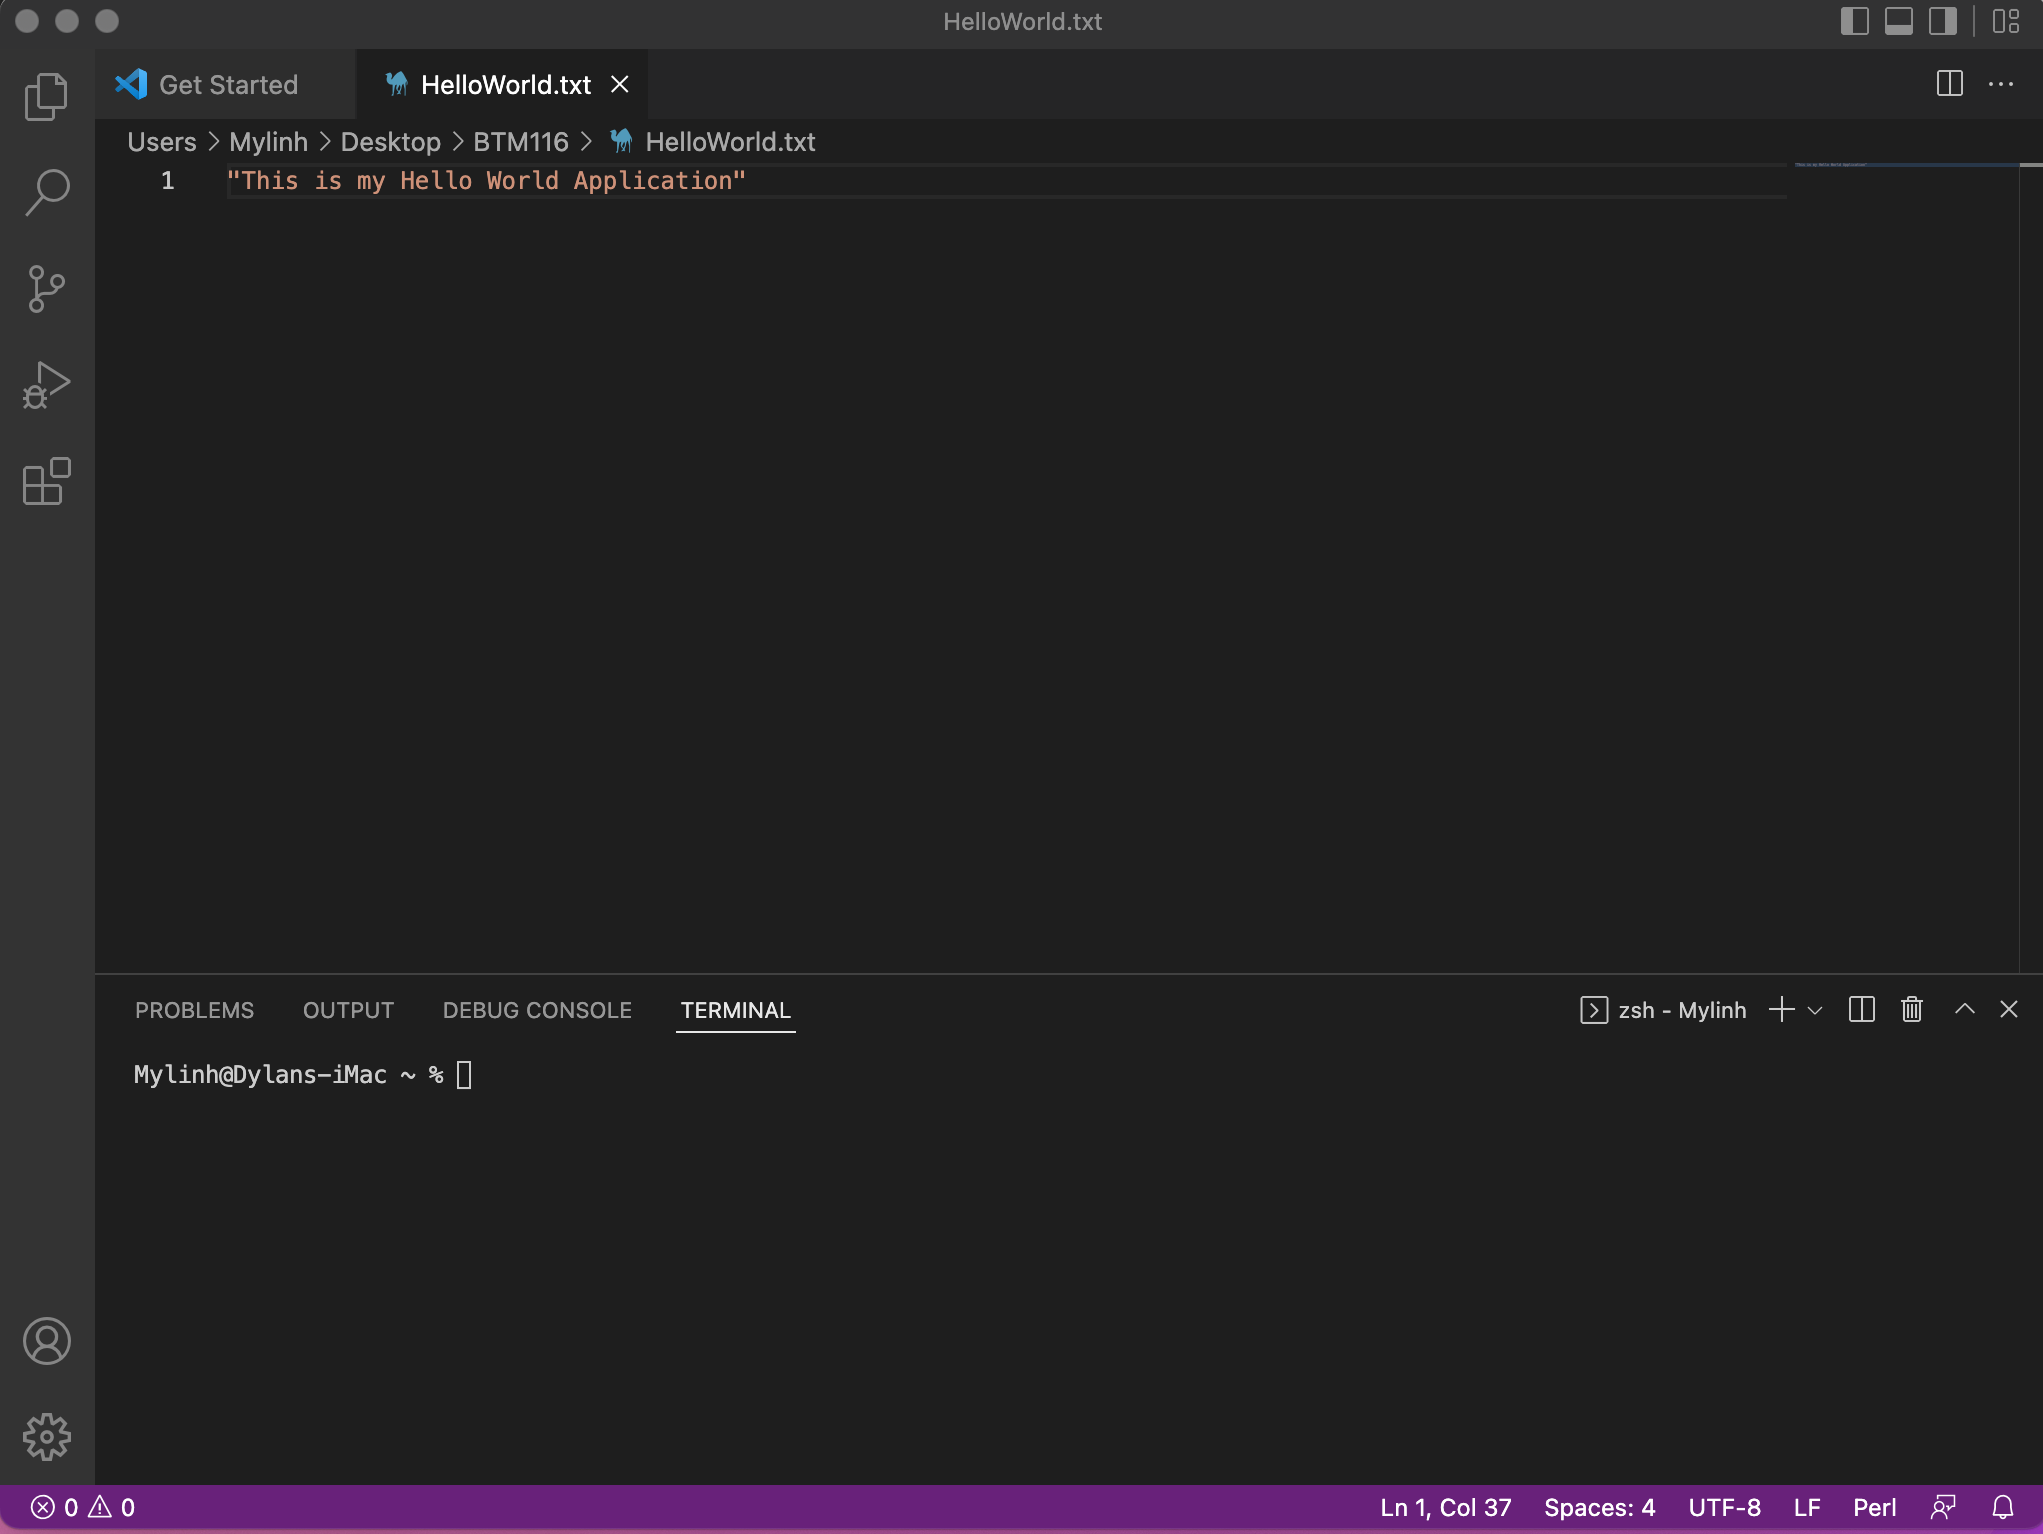 HelloWorld.txt
Get Started
HelloWorld.txt
Users > Mylinh > Desktop > BTM116 > HelloWorld.txt
1 "This is my Hello World Application"
PROBLEMS OUTPUT DEBUG CONSOLE TERMINAL zsh - Mylinh
Mylinh@Dylans-iMac ~ %
0 0 Ln 1, Col 37 Spaces: 4 UTF-8 LF Perl